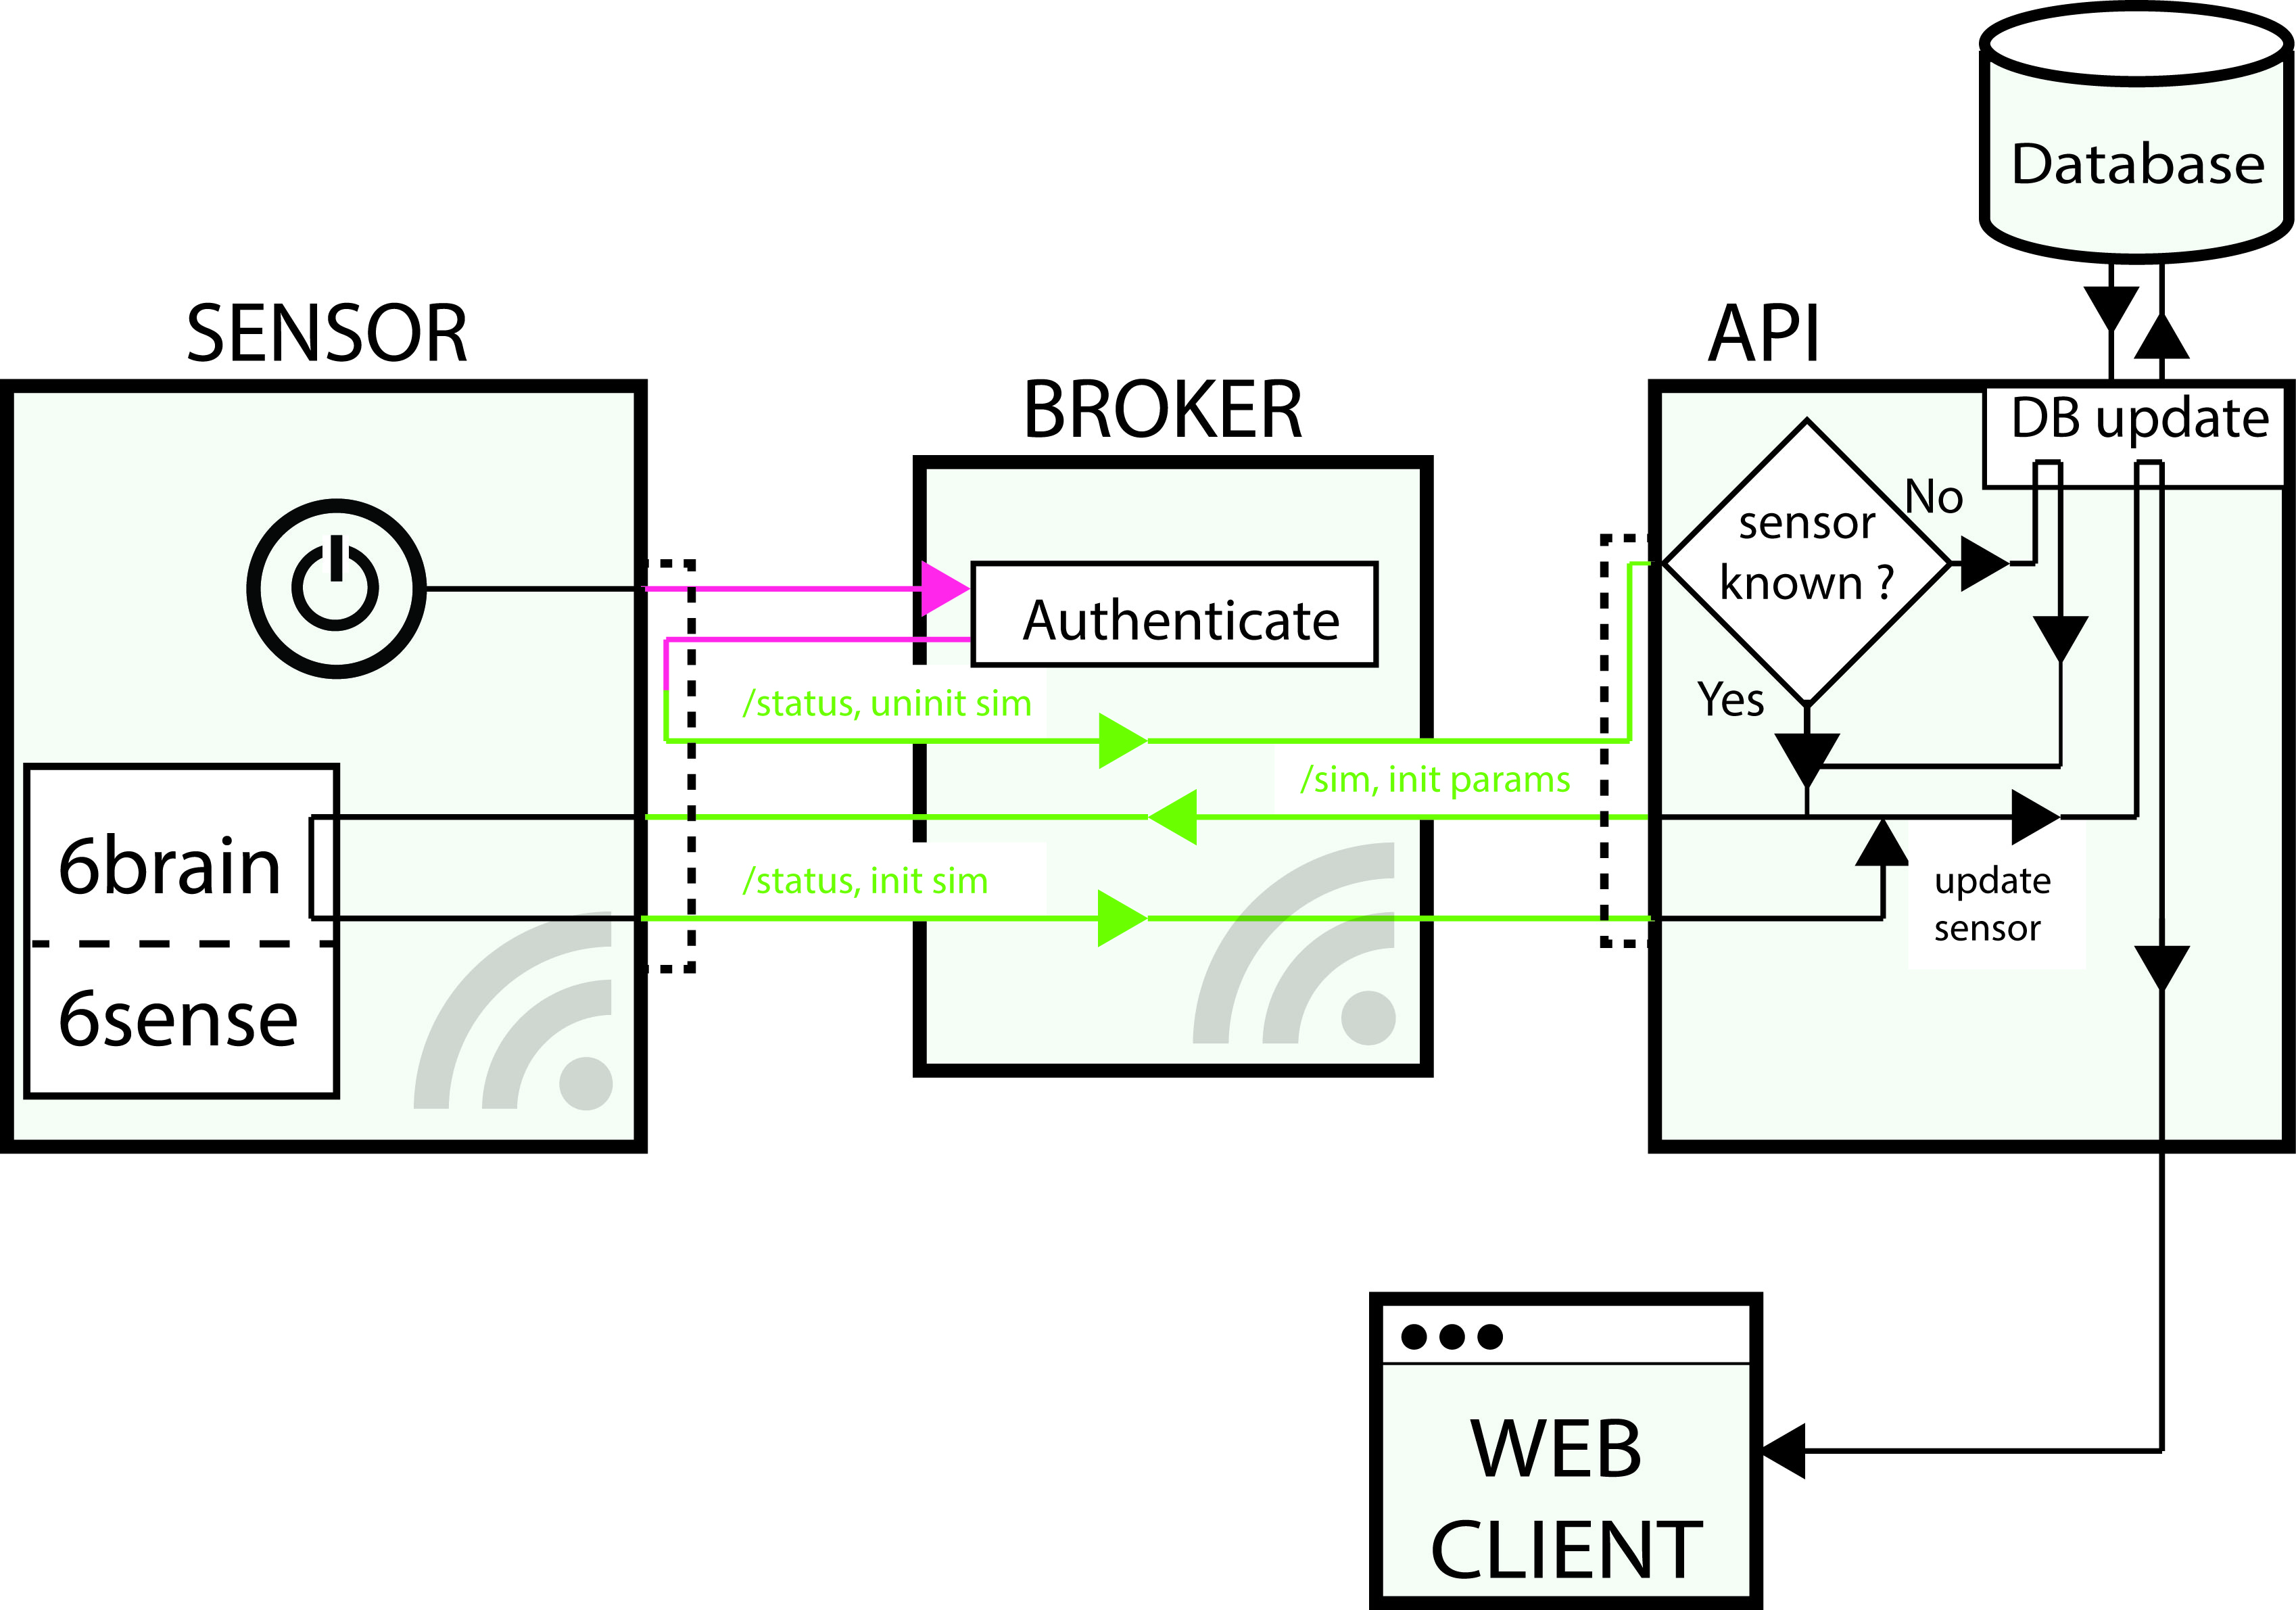 Database
SENSOR
API
BROKER
DB update
No
sensor
known ?
Authenticate
Yes
/status, uninit sim
/sim, init params
6brain
/status, init sim
update
sensor
6sense
WEB
CLIENT